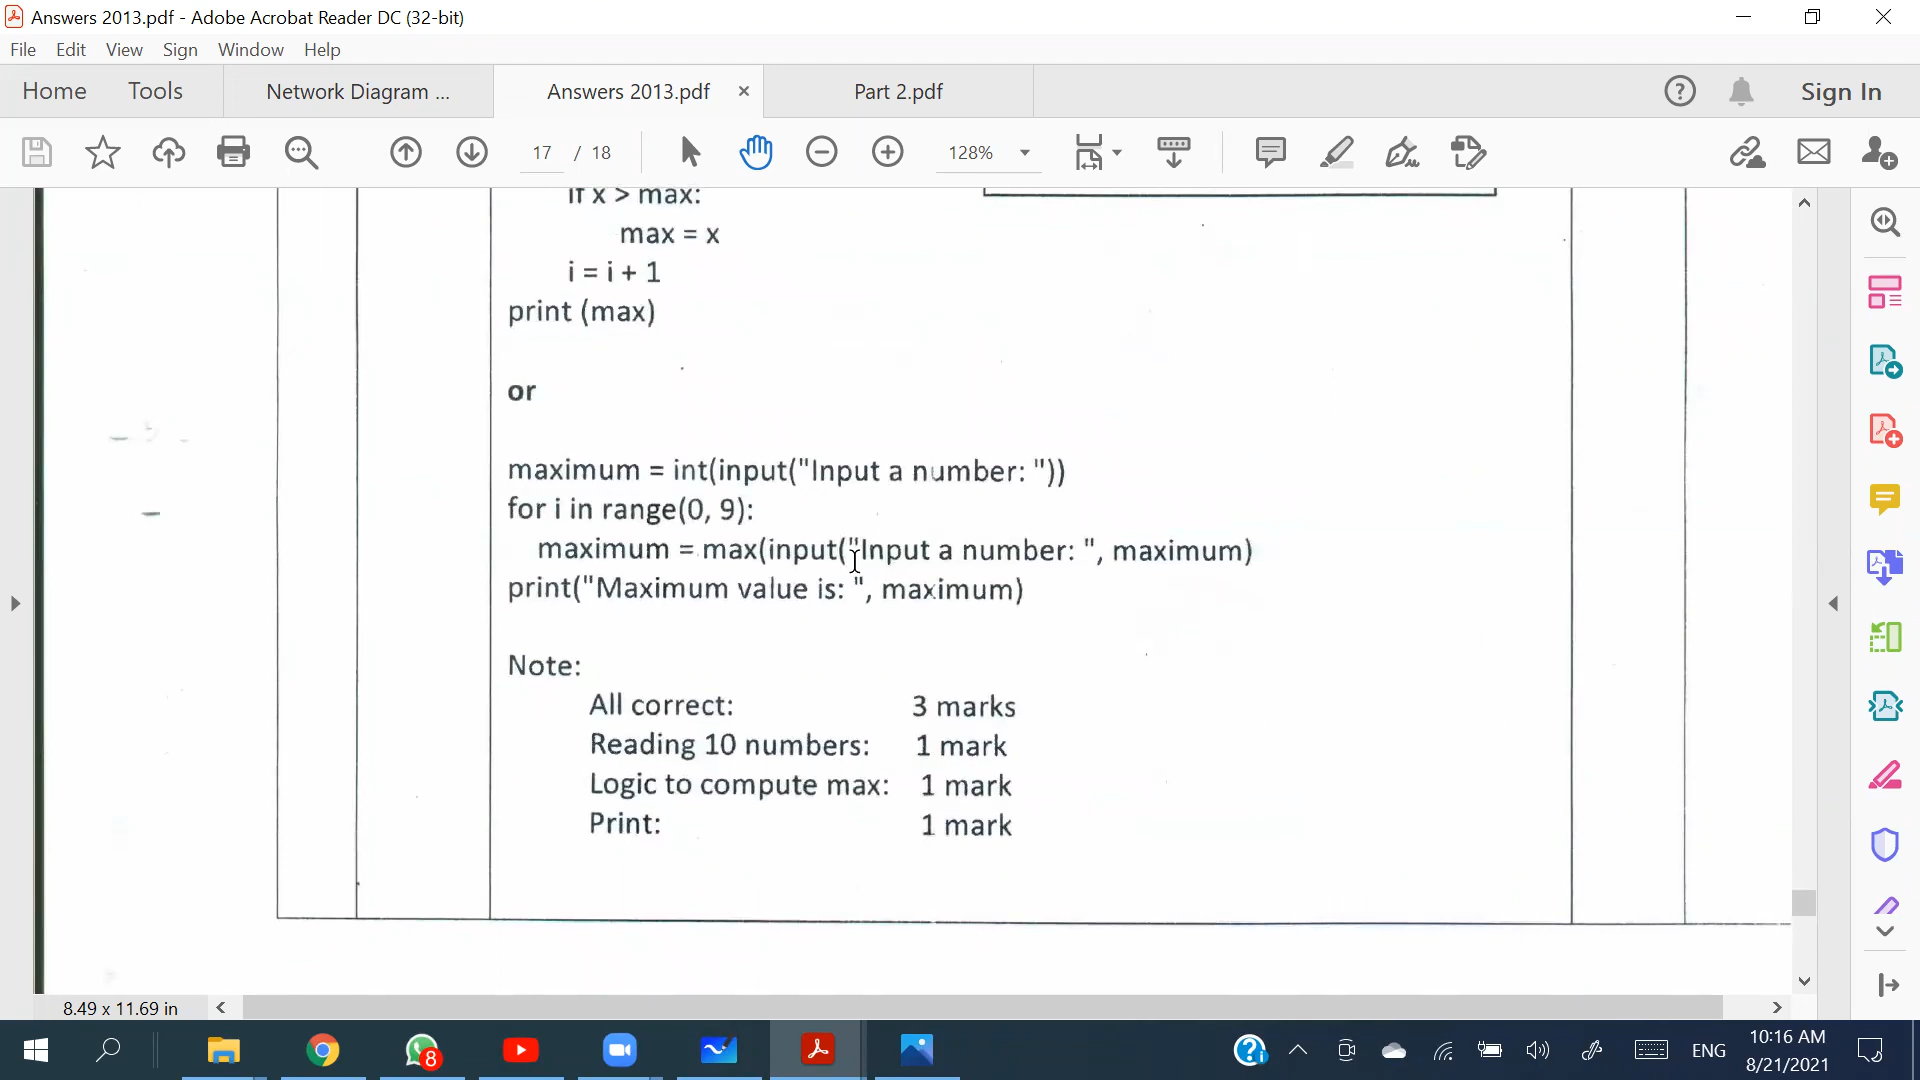 Answers 2013.pdf - Adobe Acrobat Reader DC (32-bit)
File Edit View Sign Window Help
Home Tools Network Diagram ... Answers 2013.pdf × Part 2.pdf Sign In
17 / 18 128%
if x > max:
max = x
i = i + 1
print (max)
or
maximum = int(input("Input a number: "))
for i in range(0, 9):
maximum = max(input("Input a number: ", maximum)
print("Maximum value is: ", maximum)
Note:
All correct: 3 marks
Reading 10 numbers: 1 mark
Logic to compute max: 1 mark
Print: 1 mark
8.49 x 11.69 in
8
ENG
10:16 AM
8/21/2021